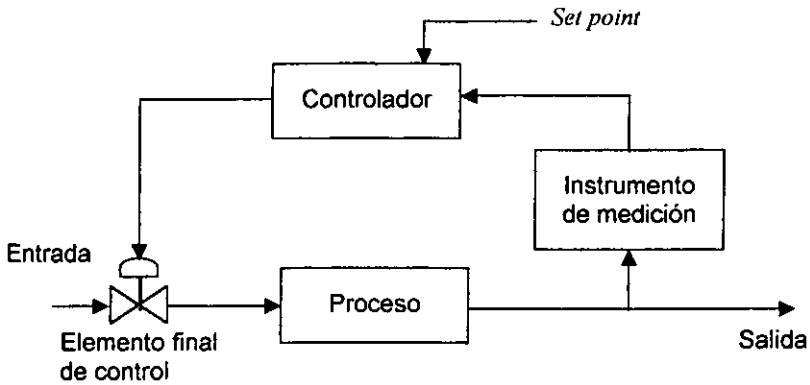 Set point
Controlador
Instrumento
de medición
Entrada
Proceso
Elemento final
de control
Salida